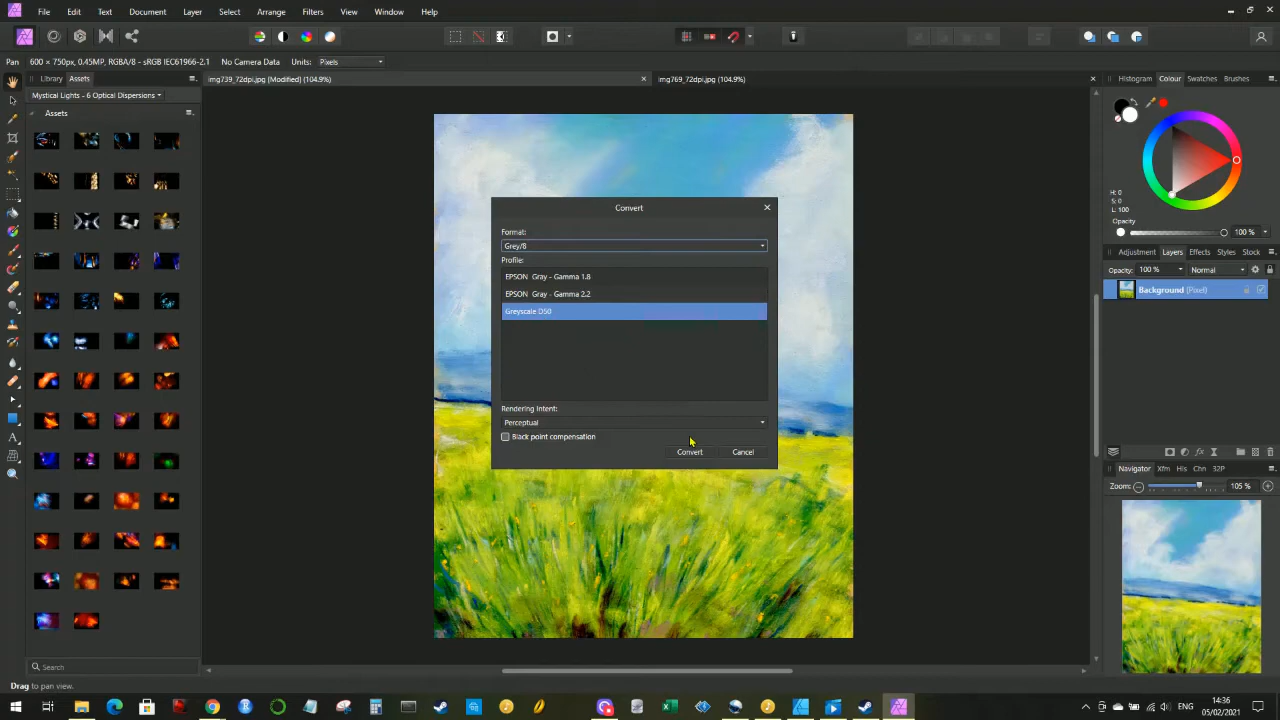 File Edit Text Document Layer Select Arrange Filters View Window Help
Pan 600 × 750px, 0.45MP, RGBA/8 - sRGB IEC61966-2.1 No Camera Data Units: Pixels
Library Assets
img739_72dpi.jpg [Modified] (104.9%)
img769_72dpi.jpg (104.9%)
Histogram Colour Swatches Brushes
Mystical Lights - 6 Optical Dispersions
Assets
H: 0
S: 0
L: 100
Opacity
100 %
Adjustment Layers Effects Styles Stock
Opacity: 100 % Normal
Background (Pixel)
Convert
Format:
Grey/8
Profile:
EPSON Gray - Gamma 1.8
EPSON Gray - Gamma 2.2
Greyscale D50
Rendering Intent:
Perceptual
Black point compensation
Convert Cancel
Navigator Xfm His Chn 32P
Zoom: 105 %
Search
Drag to pan view.
ENG
14:36
05/02/2021